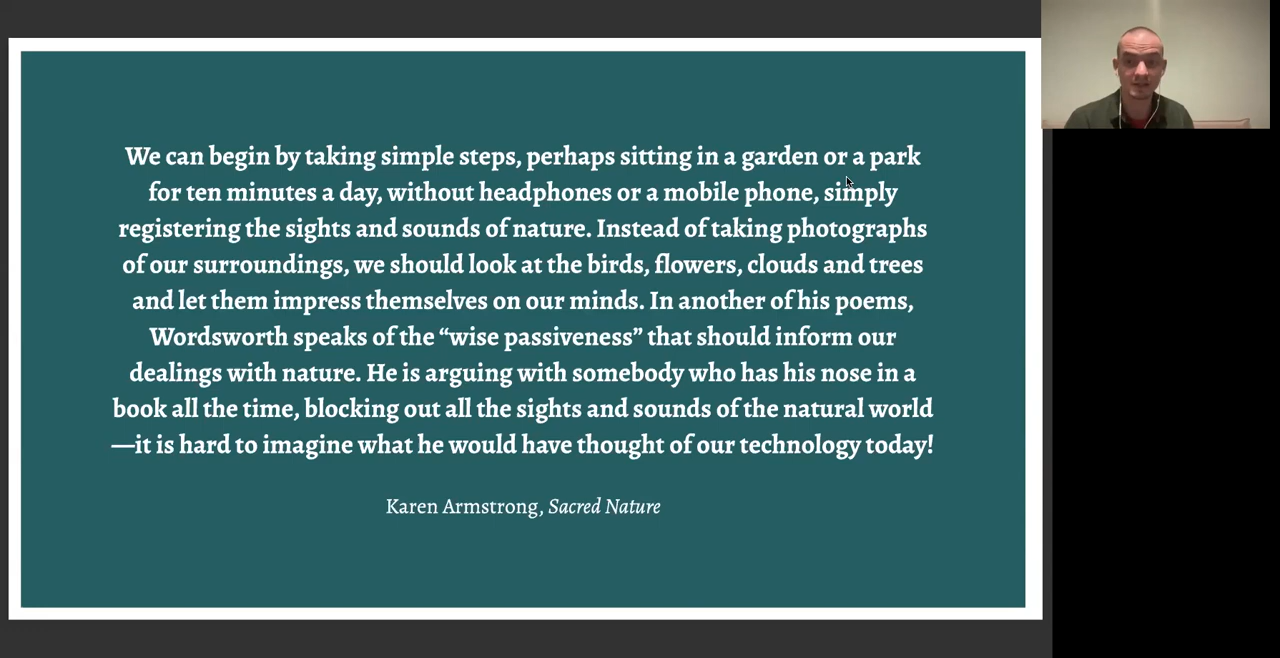 We can begin by taking simple steps, perhaps sitting in a garden or a park
for ten minutes a day, without headphones or a mobile phone, simply
registering the sights and sounds of nature. Instead of taking photographs
of our surroundings, we should look at the birds, flowers, clouds and trees
and let them impress themselves on our minds. In another of his poems,
Wordsworth speaks of the “wise passiveness” that should inform our
dealings with nature. He is arguing with somebody who has his nose in a
book all the time, blocking out all the sights and sounds of the natural world
—it is hard to imagine what he would have thought of our technology today!
Karen Armstrong, Sacred Nature